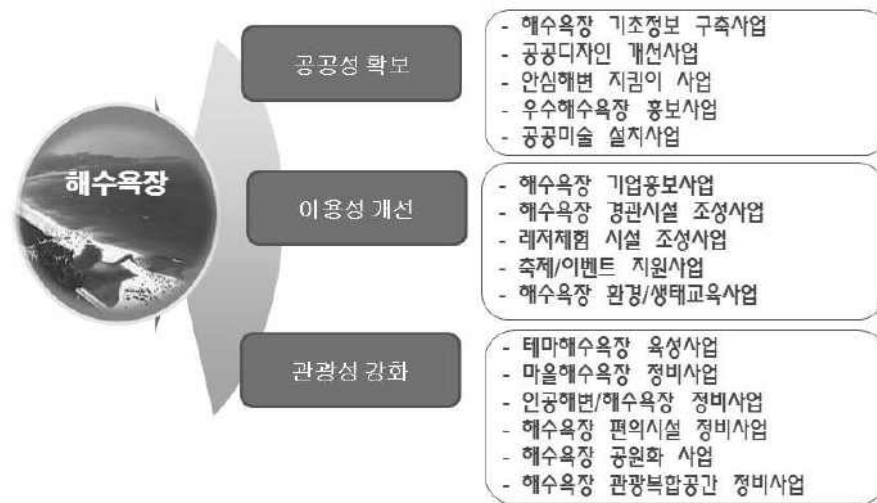 해수욕장
공공성 확보
- 해수욕장 기초정보 구축사업
- 공공디자인 개선사업
- 안심해변 지킴이 사업
- 우수해수욕장 홍보사업
- 공공미술 설치사업
이용성 개선
- 해수욕장 기업홍보사업
- 해수욕장 경관시설 조성사업
- 레저체험 시설 조성사업
- 축제/이벤트 지원사업
- 해수욕장 환경/생태교육사업
관광성 강화
- 테마해수욕장 육성사업
- 마을해수욕장 정비사업
- 인공해변/해수욕장 정비사업
- 해수욕장 편의시설 정비사업
- 해수욕장 공원화 사업
- 해수욕장 관광복합공간 정비사업